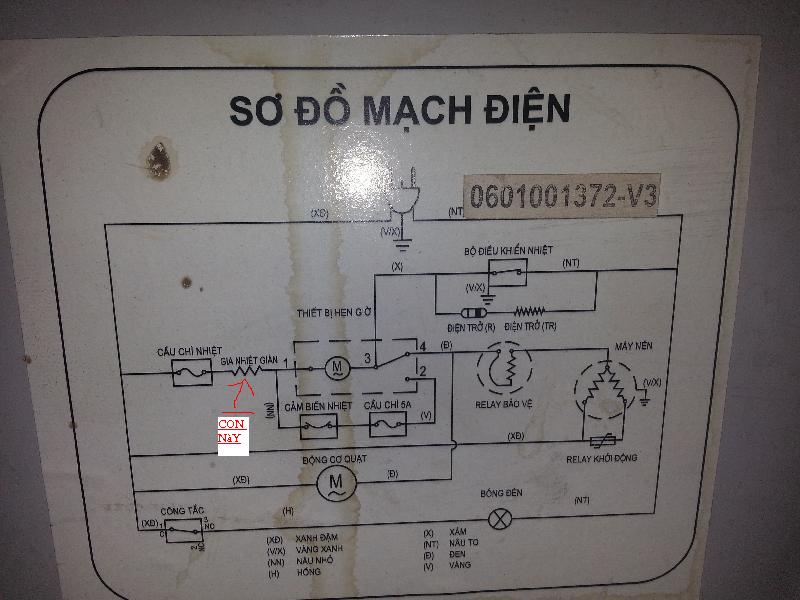 SƠ ĐỒ MẠCH ĐIỆN
0601001372-V3
(XĐ)
(NT)
(V/X)
BỘ ĐIỀU KHIỂN NHIỆT
(X)
(NT)
(V/X)
THIẾT BỊ HẸN GIỜ
ĐIỆN TRỞ (R)
ĐIỆN TRỞ (TR)
CẦU CHÌ NHIỆT
GIA NHIỆT GIÀN
1
M
3
4
(Đ)
MÁY NÉN
2
(V/X)
CON
NàY
(NN)
CẢM BIẾN NHIỆT
CẦU CHÌ 5A
(V)
RELAY BẢO VỆ
(XĐ)
RELAY KHỞI ĐỘNG
ĐỘNG CƠ QUẠT
(XĐ)
M
(Đ)
CÔNG TẮC
(H)
BÓNG ĐÈN
(NT)
(XĐ)
1
C
3
NO
2
NC
(XĐ) XANH ĐẬM
(V/X) VÀNG XANH
(NN) NÂU NHỎ
(H) HỒNG
(X) XÁM
(NT) NÂU TO
(Đ) ĐEN
(V) VÀNG